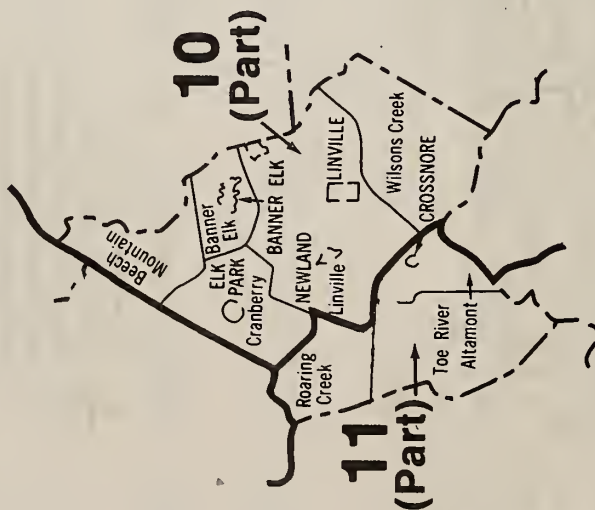 10
(Part)
Beech
Mountain
Banner
Elk
BANNER ELK
ELK
PARK
Cranberry
LINVILLE
NEWLAND
Linville
Wilsons Creek
CROSSNORE
Roaring
Creek
Toe River
Altamont
11
(Part)